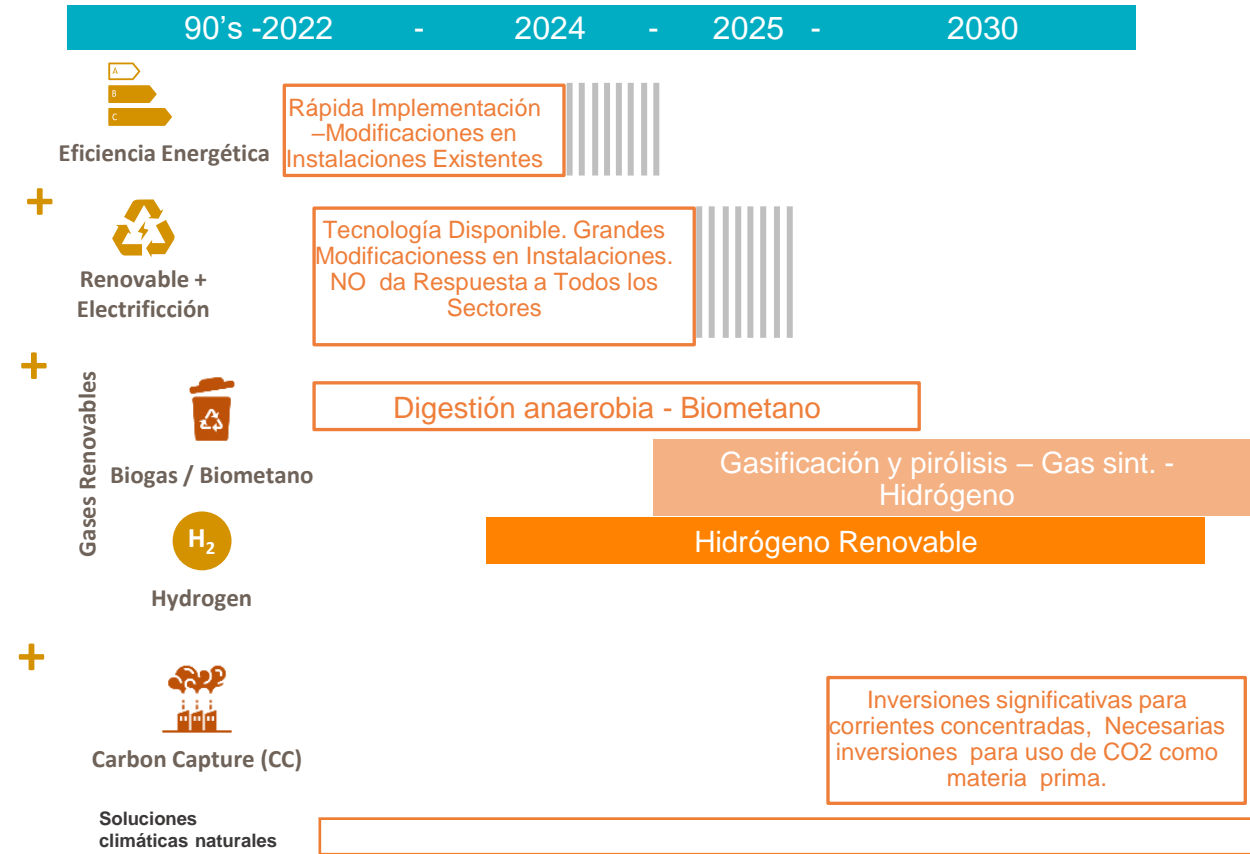 90's -2022 - 2024 - 2025 - 2030
A
B
C
Eficiencia Energética
Rápida Implementación
–Modificaciones en
Instalaciones Existentes
+
Renovable +
Electrificción
Tecnología Disponible. Grandes
Modificacioness en Instalaciones.
NO da Respuesta a Todos los
Sectores
+
Gases Renovables
Biogas / Biometano
Digestión anaerobia - Biometano
Gasificación y pirólisis – Gas sint. -
Hidrógeno
H₂
Hydrogen
Hidrógeno Renovable
+
Carbon Capture (CC)
Inversiones significativas para
corrientes concentradas, Necesarias
inversiones para uso de CO2 como
materia prima.
Soluciones
climáticas naturales